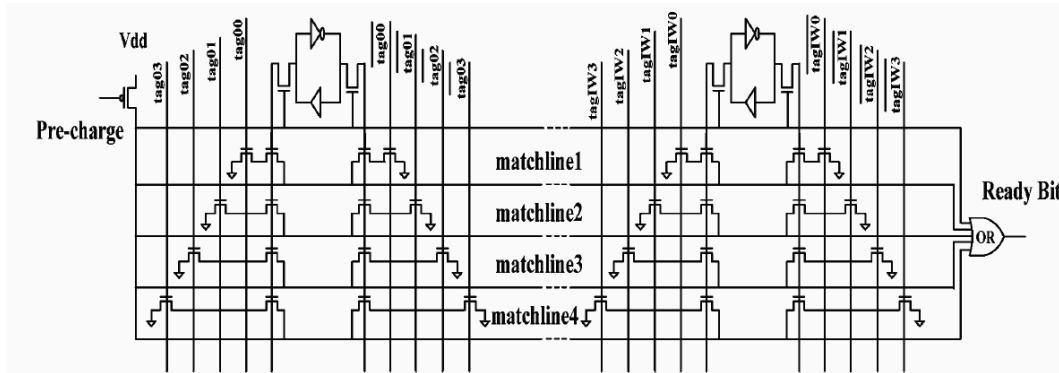 Vdd
tag03
tag02
tag01
tag00
tag00
tag01
tag02
tag03
tagIW3
tagIW2
tagIW1
tagIW0
tagIW0
tagIW1
tagIW2
tagIW3
Pre-charge
matchline1
matchline2
matchline3
matchline4
Ready Bit
OR